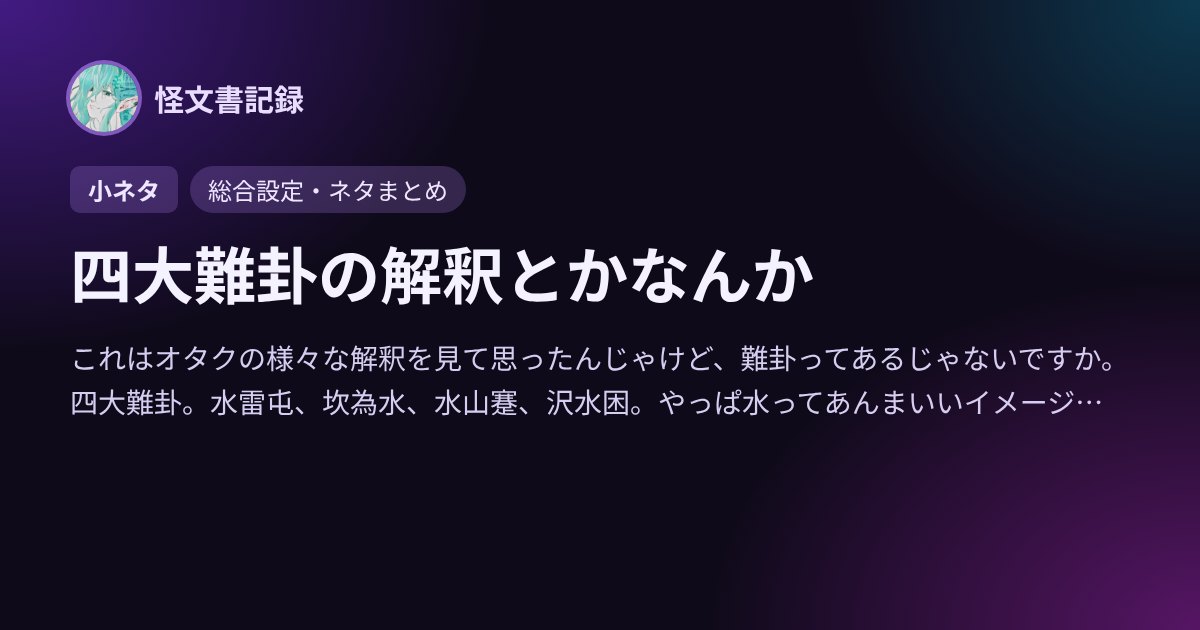 怪文書記録
小ネタ
総合設定・ネタまとめ
四大難卦の解釈とかなんか
これはオタクの様々な解釈を見て思ったんじゃけど、難卦ってあるじゃないですか。
四大難卦。水雷屯、坎為水、水山蹇、沢水困。やっぱ水ってあんまいいイメージ…